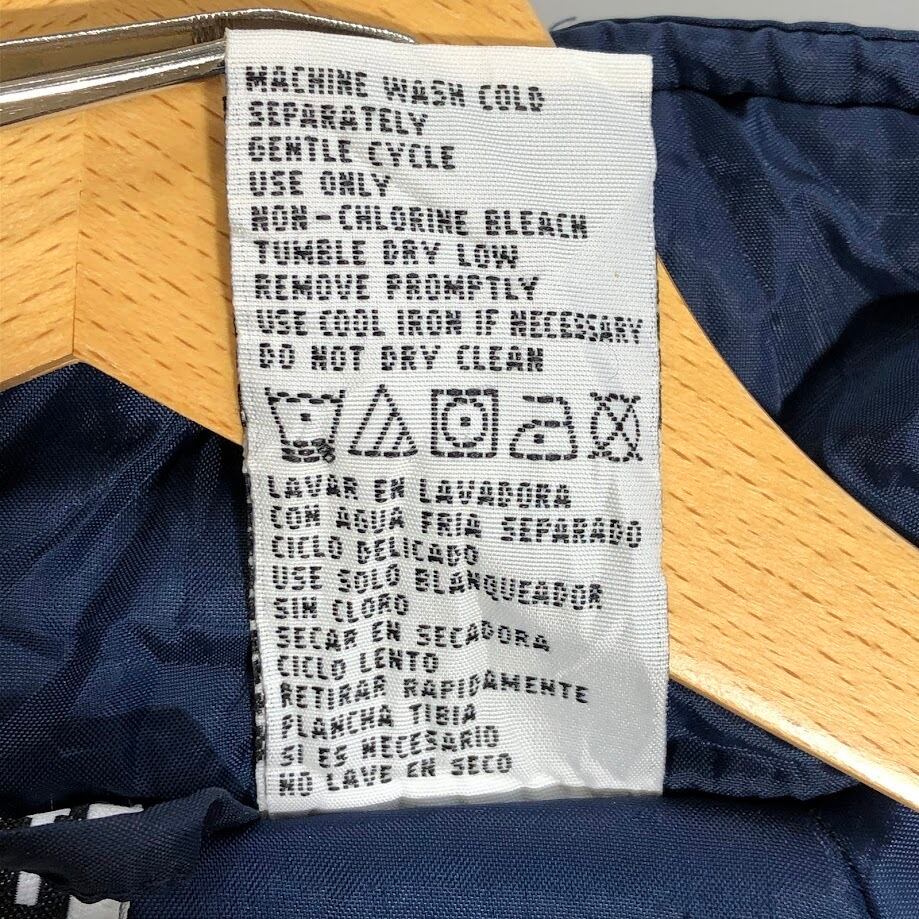 MACHINE WASH COLD
SEPARATELY
GENTLE CYCLE
USE ONLY
NON-CHLORINE BLEACH
TUMBLE DRY LOW
REMOVE PROMPTLY
USE COOL IRON IF NECESSARY
DO NOT DRY CLEAN
LAVAR EN LAVADORA
CON AGUA FRIA SEPARADO
CICLO DELICADO
USE SOLO BLANQUEADOR
SIN CLORO
SECAR EN SECADORA
CICLO LENTO
RETIRAR RAPIDAMENTE
PLANCHA TIBIA
SI ES NECESARIO
NO LAVE EN SECO